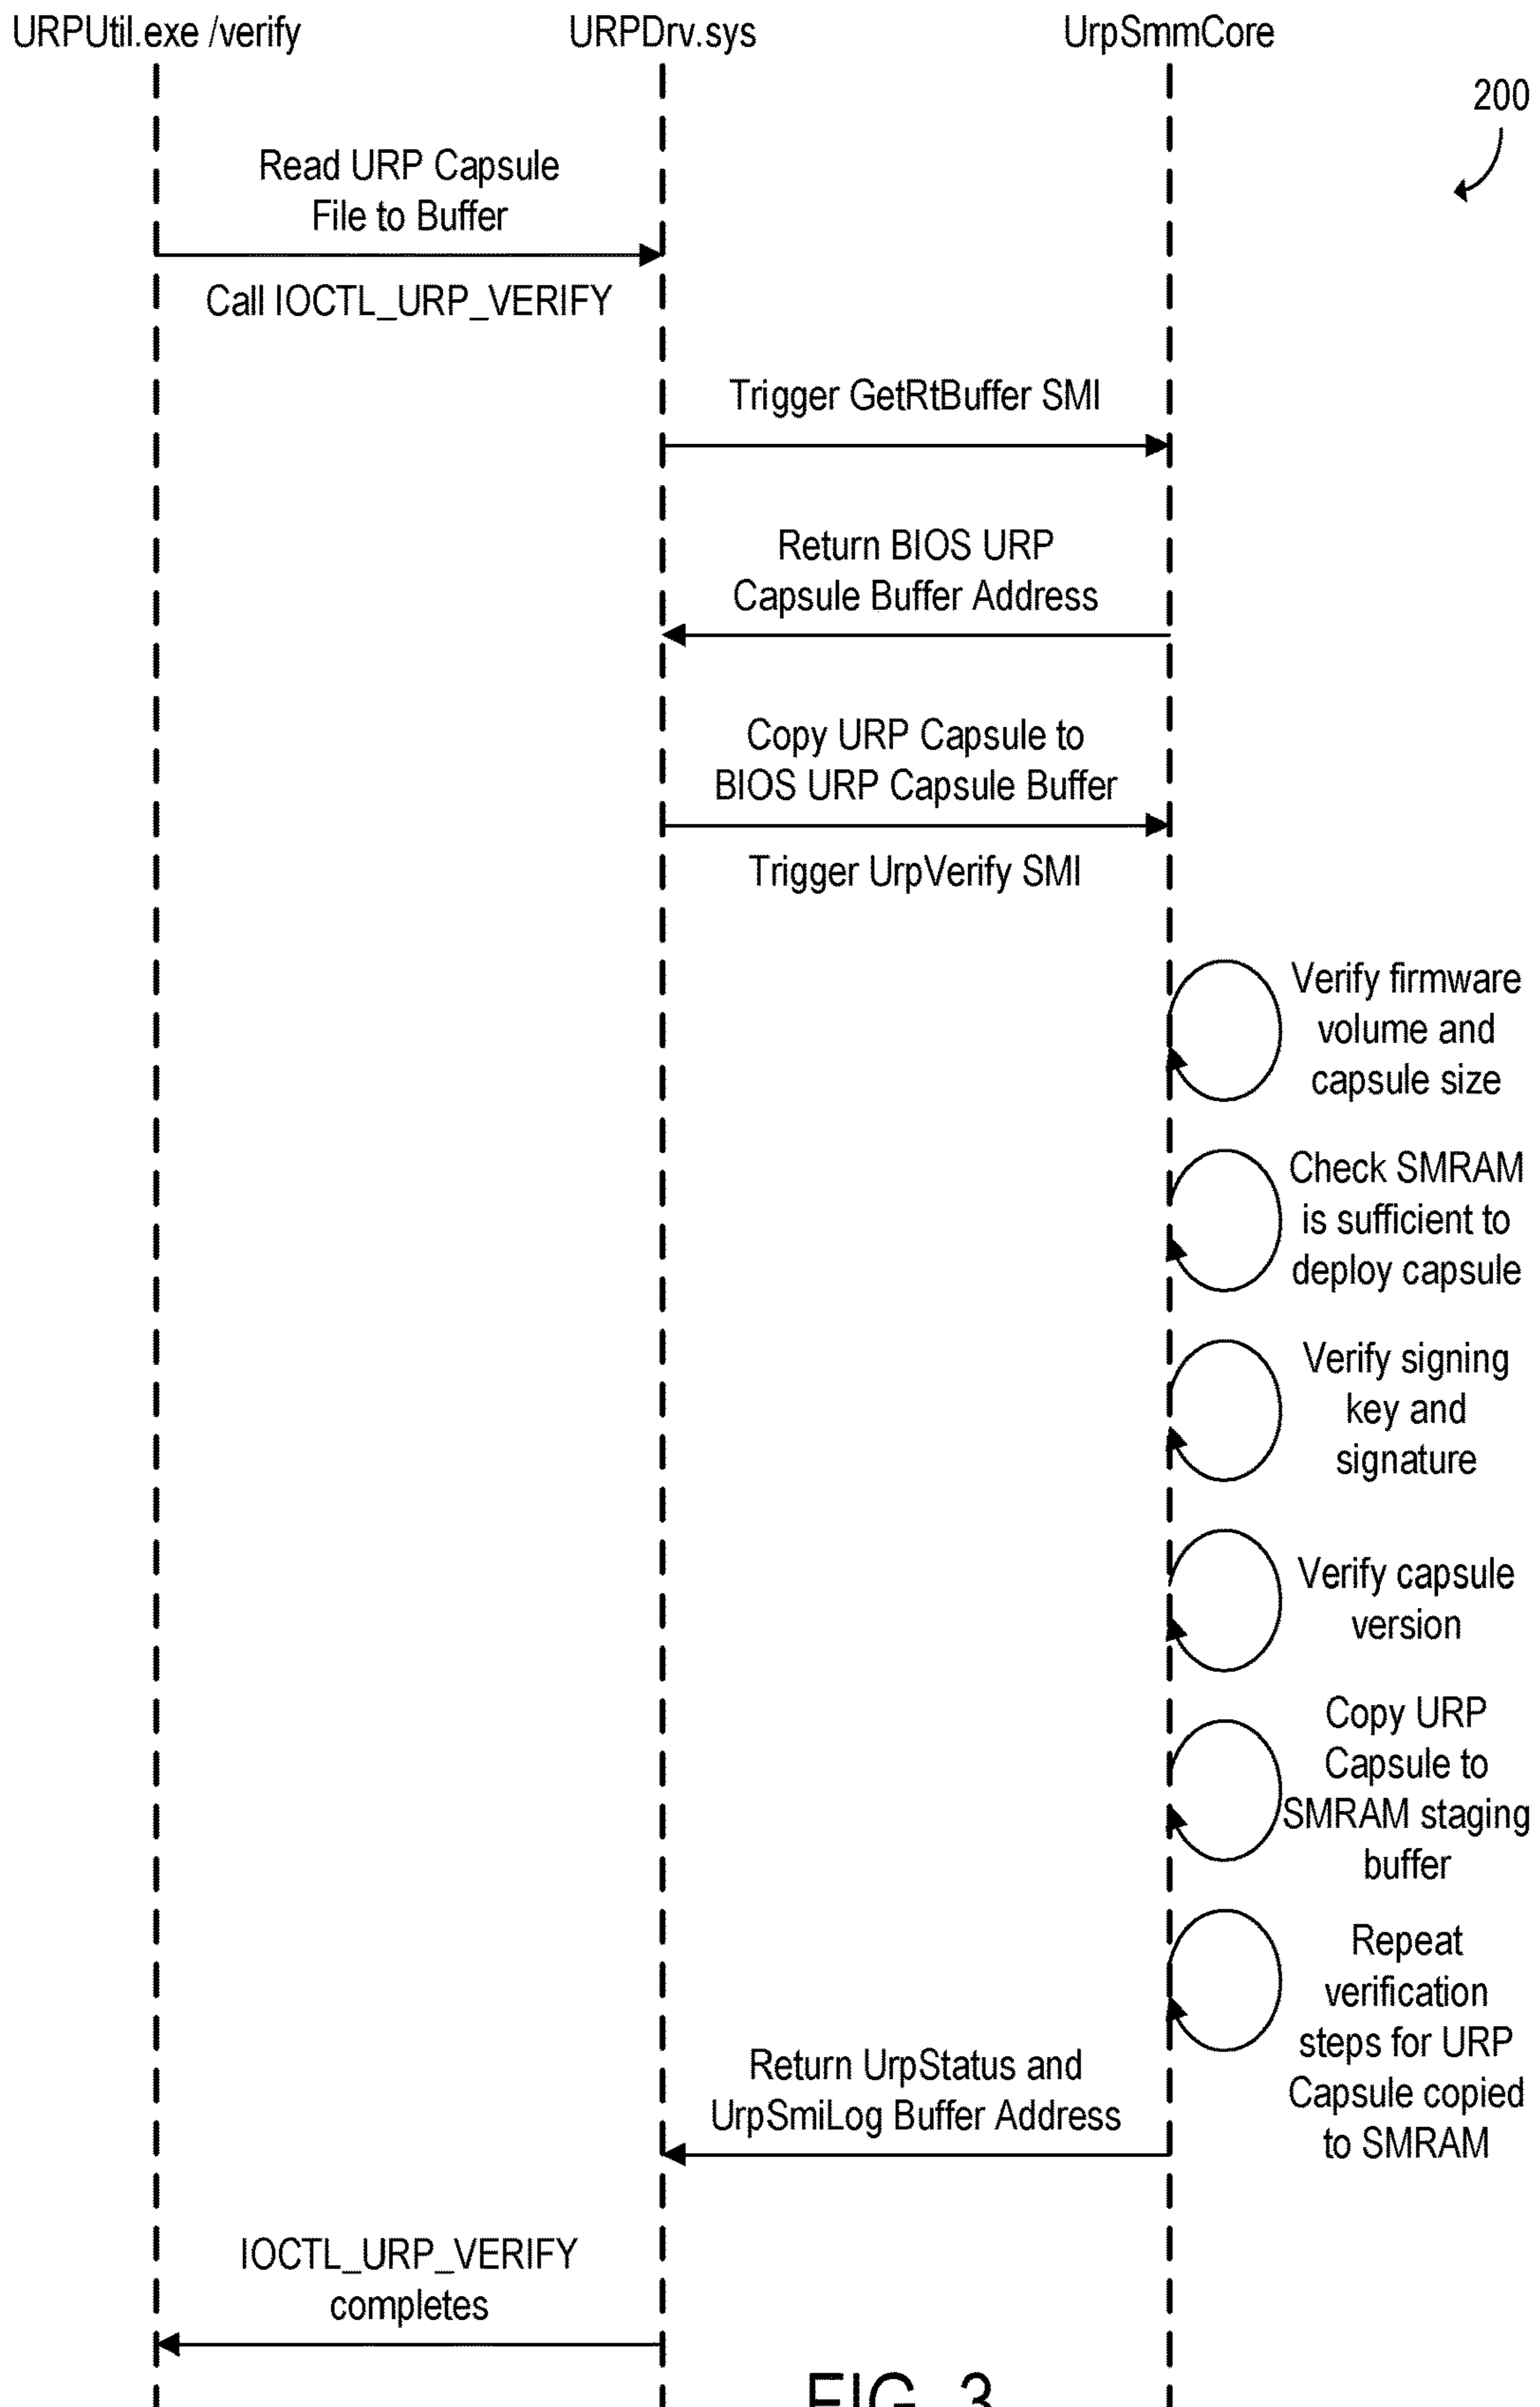 URPUtil.exe /verify
URPDrv.sys
UrpSmmCore
200
Read URP Capsule
File to Buffer
Call IOCTL_URP_VERIFY
Trigger GetRtBuffer SMI
Return BIOS URP
Capsule Buffer Address
Copy URP Capsule to
BIOS URP Capsule Buffer
Trigger UrpVerify SMI
Verify firmware
volume and
capsule size
Check SMRAM
is sufficient to
deploy capsule
Verify signing
key and
signature
Verify capsule
version
Copy URP
Capsule to
SMRAM staging
buffer
Repeat
verification
steps for URP
Capsule copied
to SMRAM
Return UrpStatus and
UrpSmiLog Buffer Address
IOCTL_URP_VERIFY
completes
FIG. 3